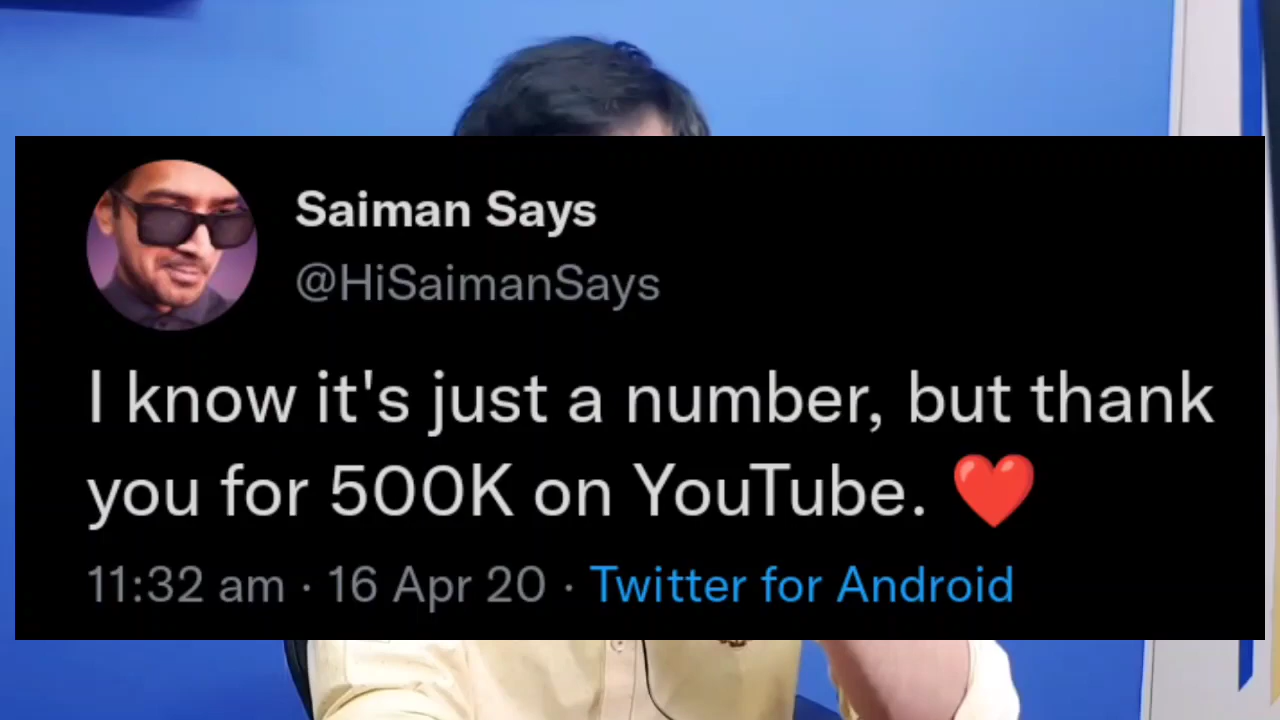 Saiman Says
@HiSaimanSays
I know it's just a number, but thank
you for 500K on YouTube. ❤️
11:32 am · 16 Apr 20 · Twitter for Android